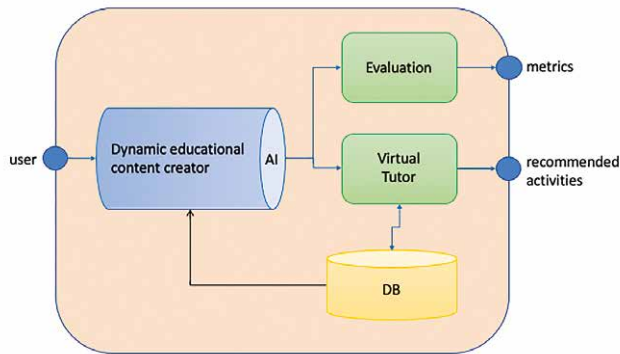 user
Dynamic educational
content creator
AI
Evaluation
metrics
Virtual
Tutor
recommended
activities
DB